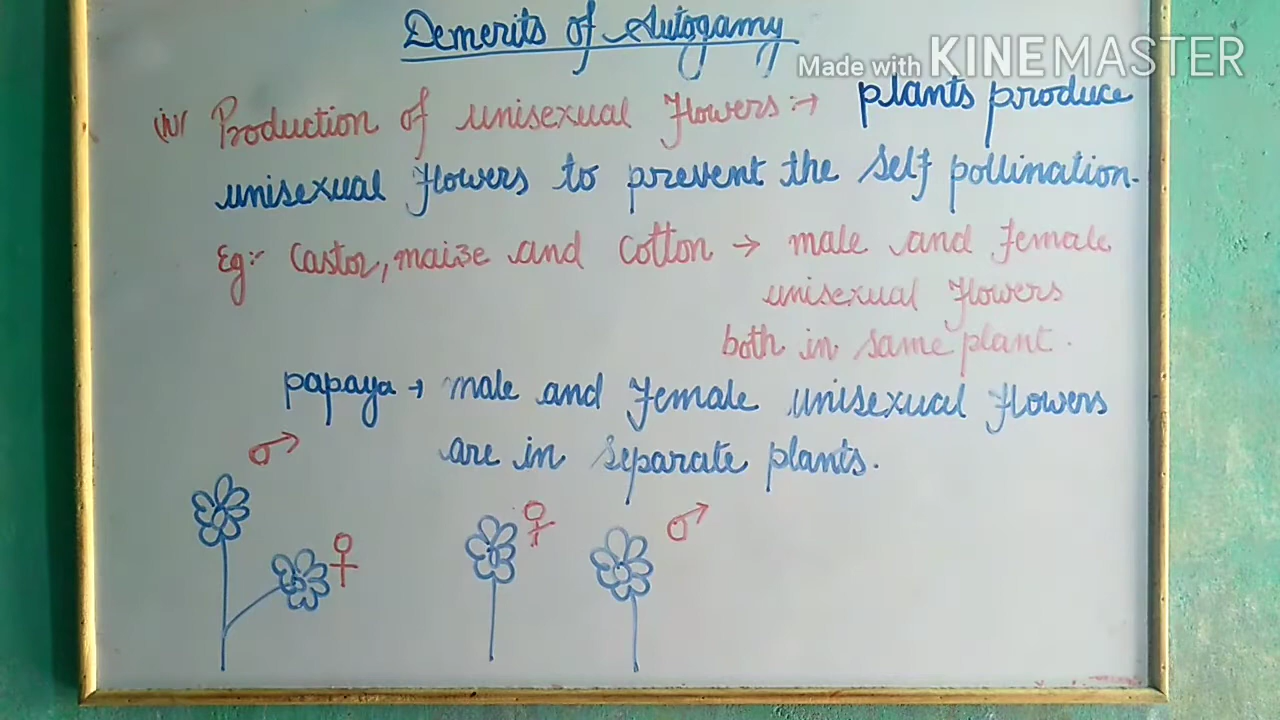 Demerits of Autogamy
Made with KINEMASTER
(iv) Production of unisexual flowers :→ plants produce
unisexual flowers to prevent the self pollination.
Eg:- Castor, maize and cotton → male and female
unisexual flowers
both in same plant.
papaya → male and female unisexual flowers
are in separate plants.
♂
♀
♀
♂